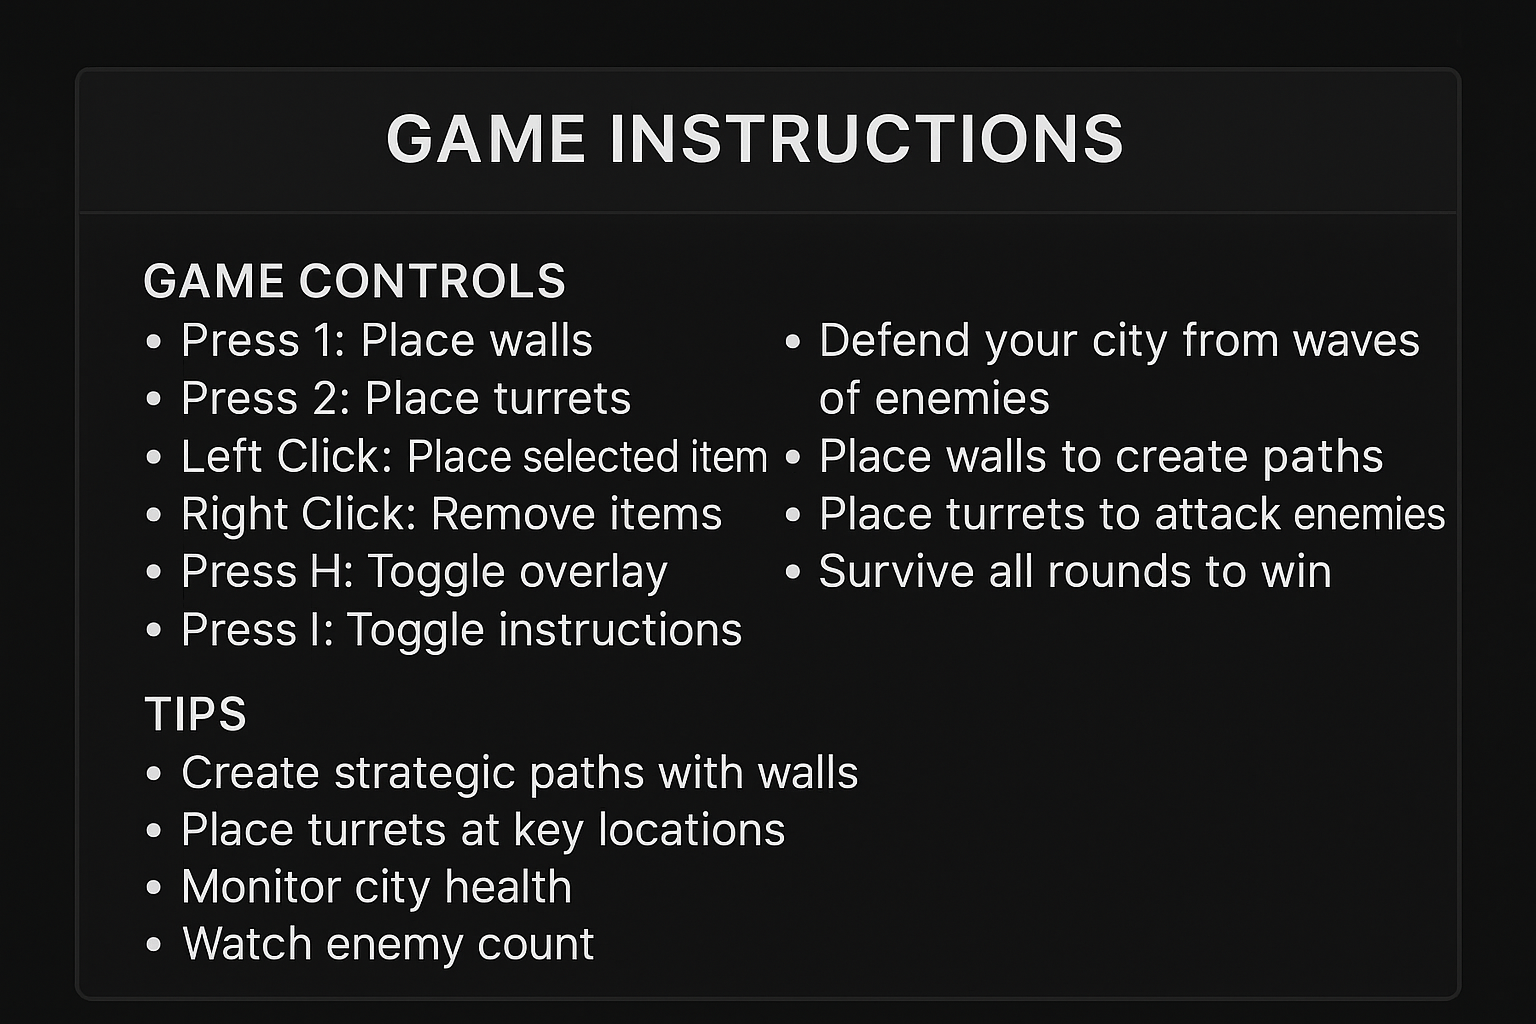 GAME INSTRUCTIONS
GAME CONTROLS
• Press 1: Place walls
• Press 2: Place turrets
• Left Click: Place selected item
• Right Click: Remove items
• Press H: Toggle overlay
• Press I: Toggle instructions
• Defend your city from waves
of enemies
• Place walls to create paths
• Place turrets to attack enemies
• Survive all rounds to win
TIPS
• Create strategic paths with walls
• Place turrets at key locations
• Monitor city health
• Watch enemy count